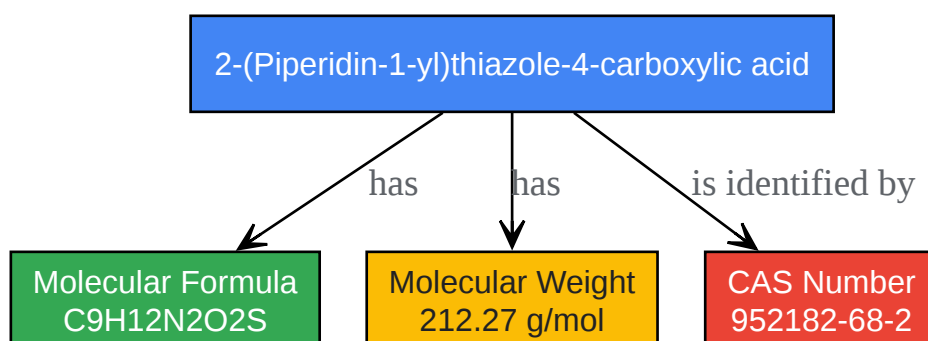 2-(Piperidin-1-yl)thiazole-4-carboxylic acid
has
has
is identified by
Molecular Formula
C9H12N2O2S
Molecular Weight
212.27 g/mol
CAS Number
952182-68-2